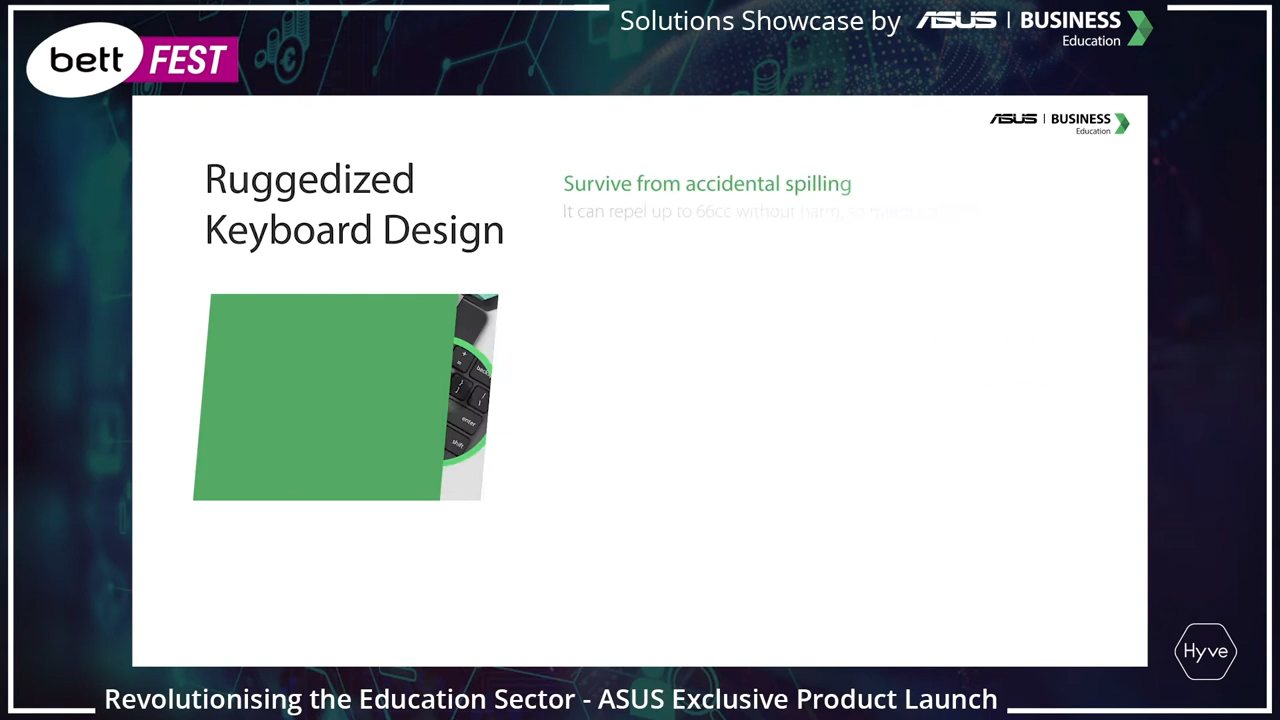 Solutions Showcase by ASUS | BUSINESS
Education
bett FEST
ASUS | BUSINESS
Education
Ruggedized
Keyboard Design
Survive from accidental spilling
It can repel up to 66cc without harm,
+
=
back
}
]
{
[
enter
shift
Hyve
Revolutionising the Education Sector - ASUS Exclusive Product Launch